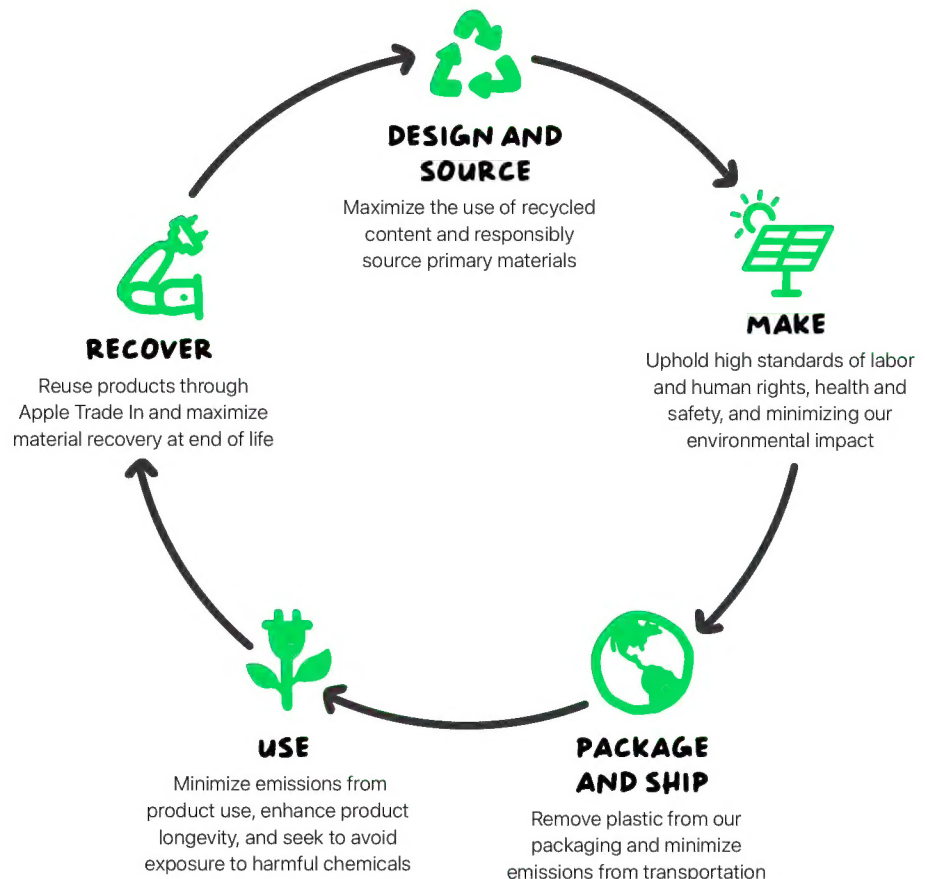 DESIGN AND
SOURCE
Maximize the use of recycled
content and responsibly
source primary materials
MAKE
Uphold high standards of labor
and human rights, health and
safety, and minimizing our
environmental impact
PACKAGE
AND SHIP
Remove plastic from our
packaging and minimize
emissions from transportation
USE
Minimize emissions from
product use, enhance product
longevity, and seek to avoid
exposure to harmful chemicals
RECOVER
Reuse products through
Apple Trade In and maximize
material recovery at end of life